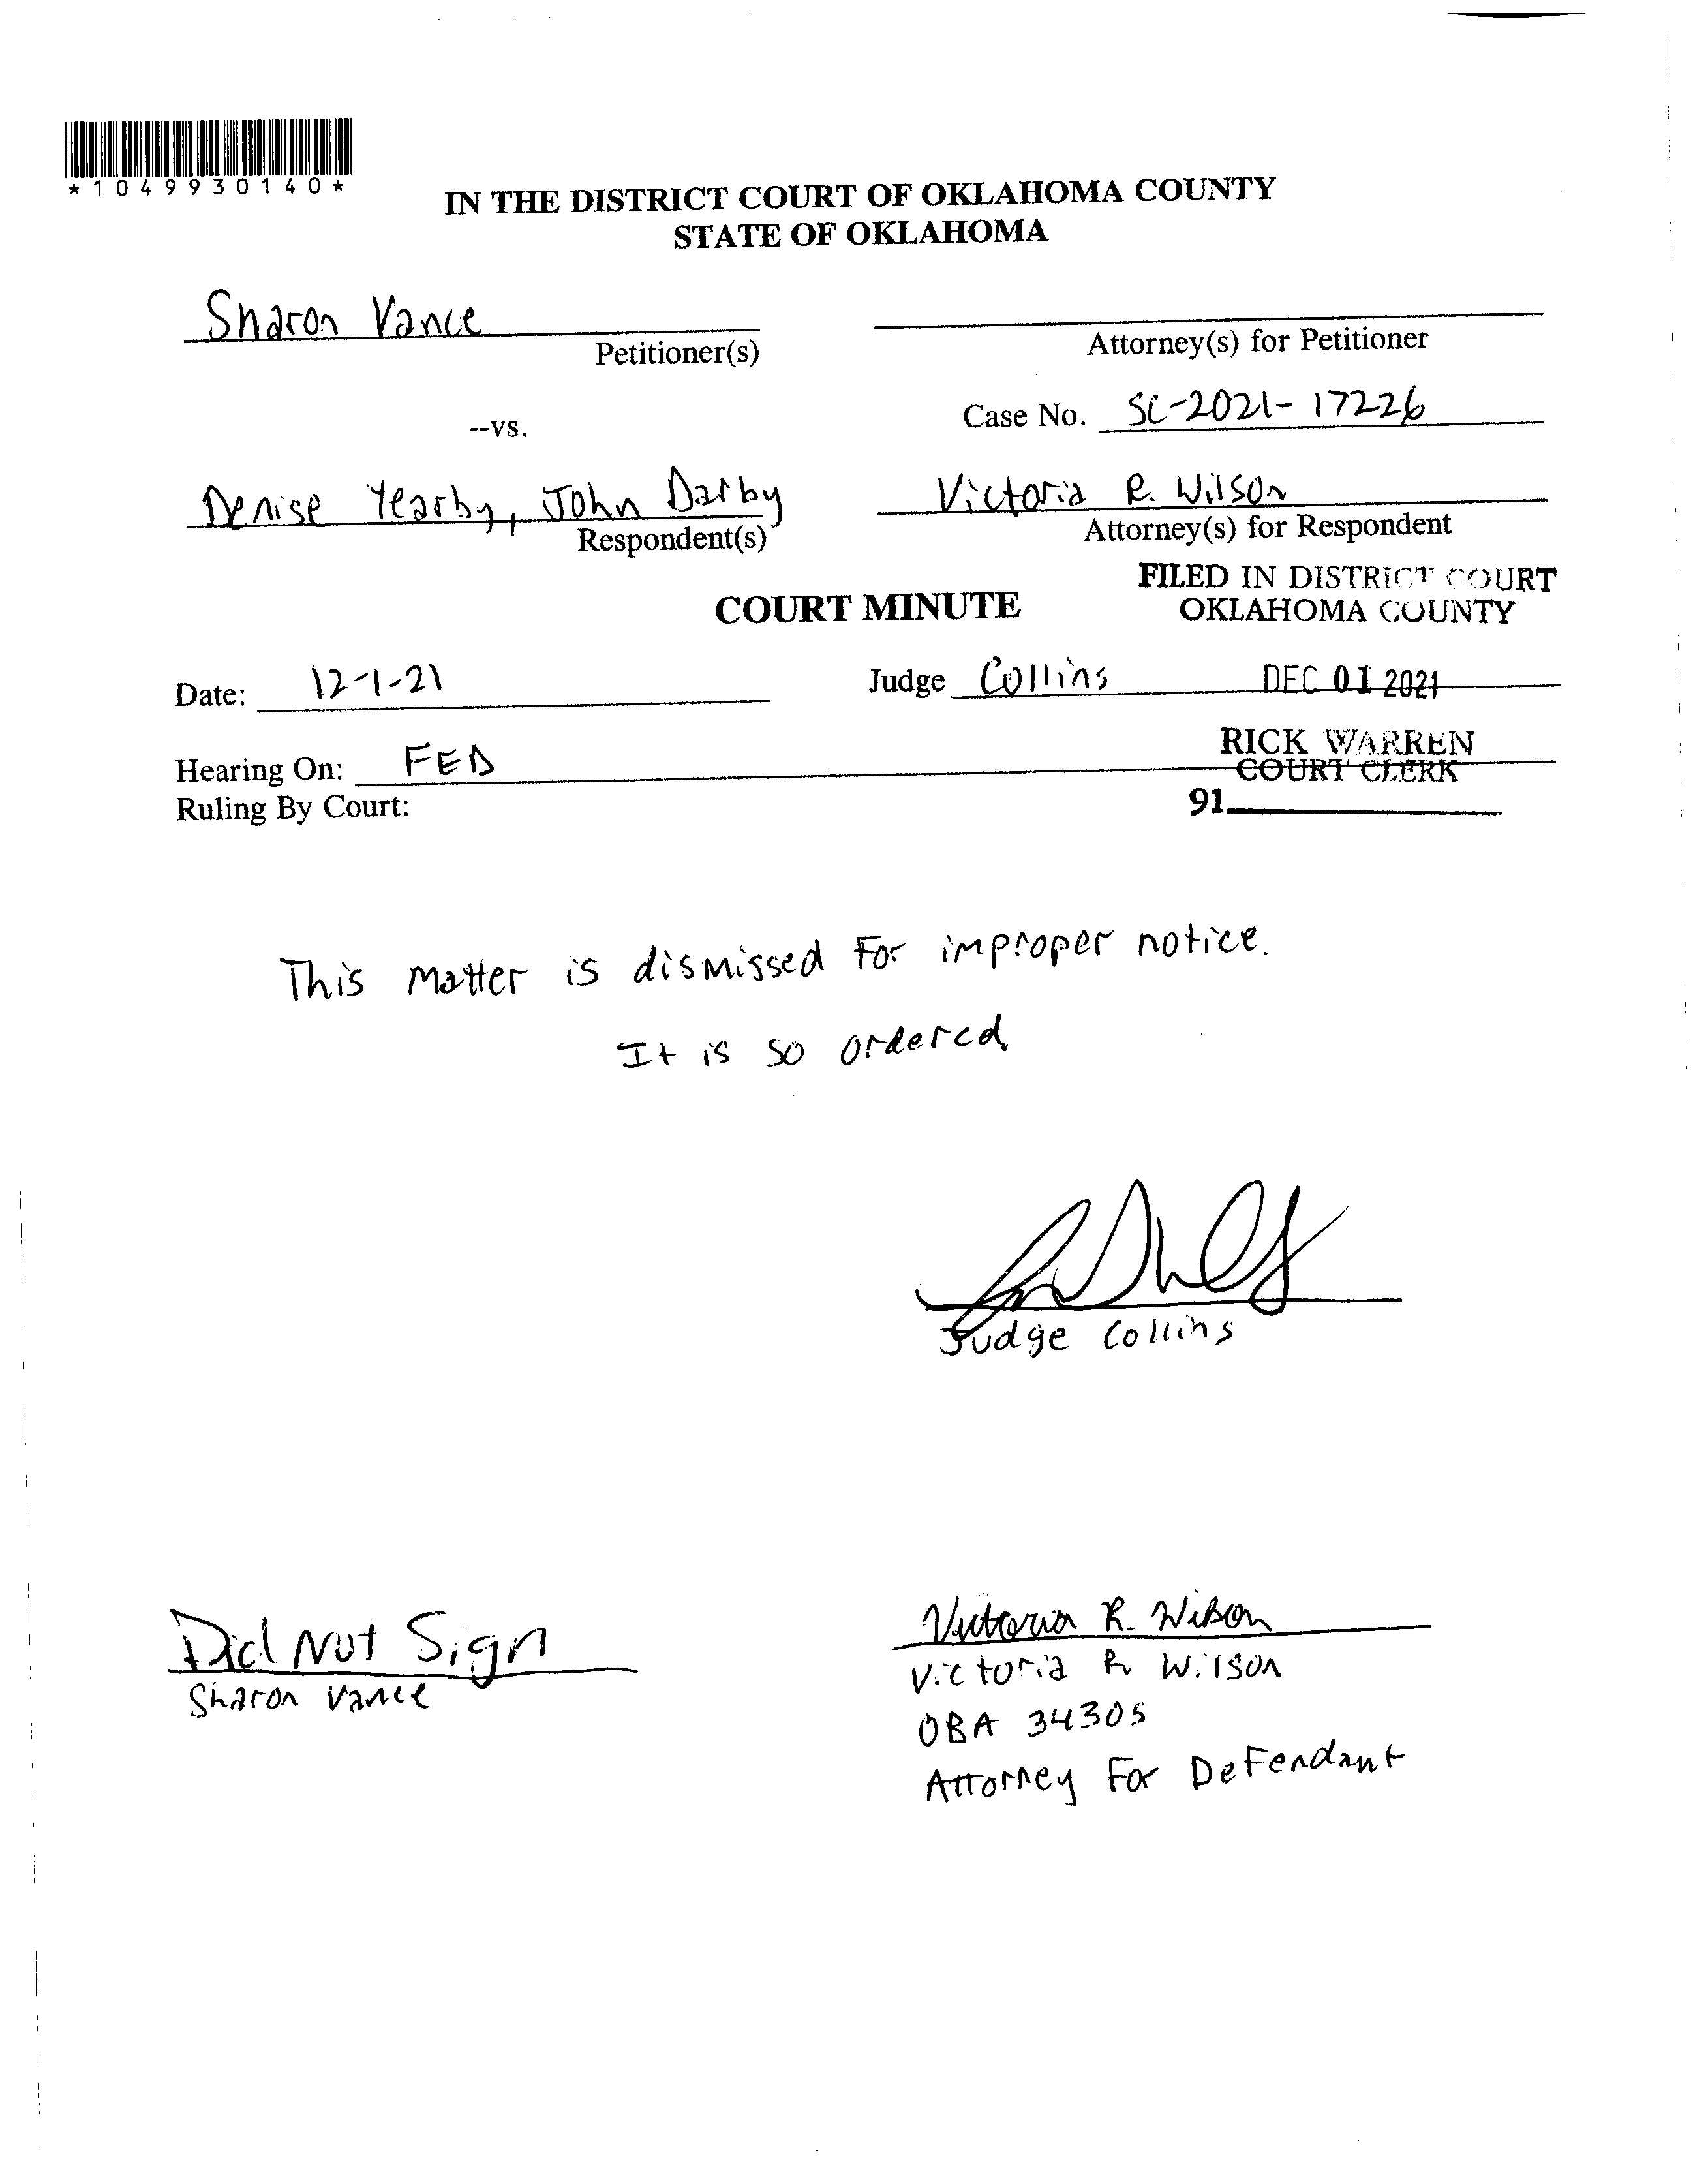 *1049930140*
IN THE DISTRICT COURT OF OKLAHOMA COUNTY
STATE OF OKLAHOMA
Sharon Vance
Petitioner(s)
Attorney(s) for Petitioner
--vs.
Case No. SC-2021-17226
Denise Yearby, John Darby
Respondent(s)
Victoria R. Wilson
Attorney(s) for Respondent
FILED IN DISTRICT COURT
OKLAHOMA COUNTY
COURT MINUTE
Date: 12-1-21
Judge Collins
DEC 01 2021
Hearing On: FED
RICK WARREN
COURT CLERK
Ruling By Court:
91
This matter is dismissed For improper notice.
It is so ordered.
Judge Collins
Did Not Sign
Sharon Vance
Victoria R. Wilson
Victoria R Wilson
OBA 34305
Attorney For Defendant